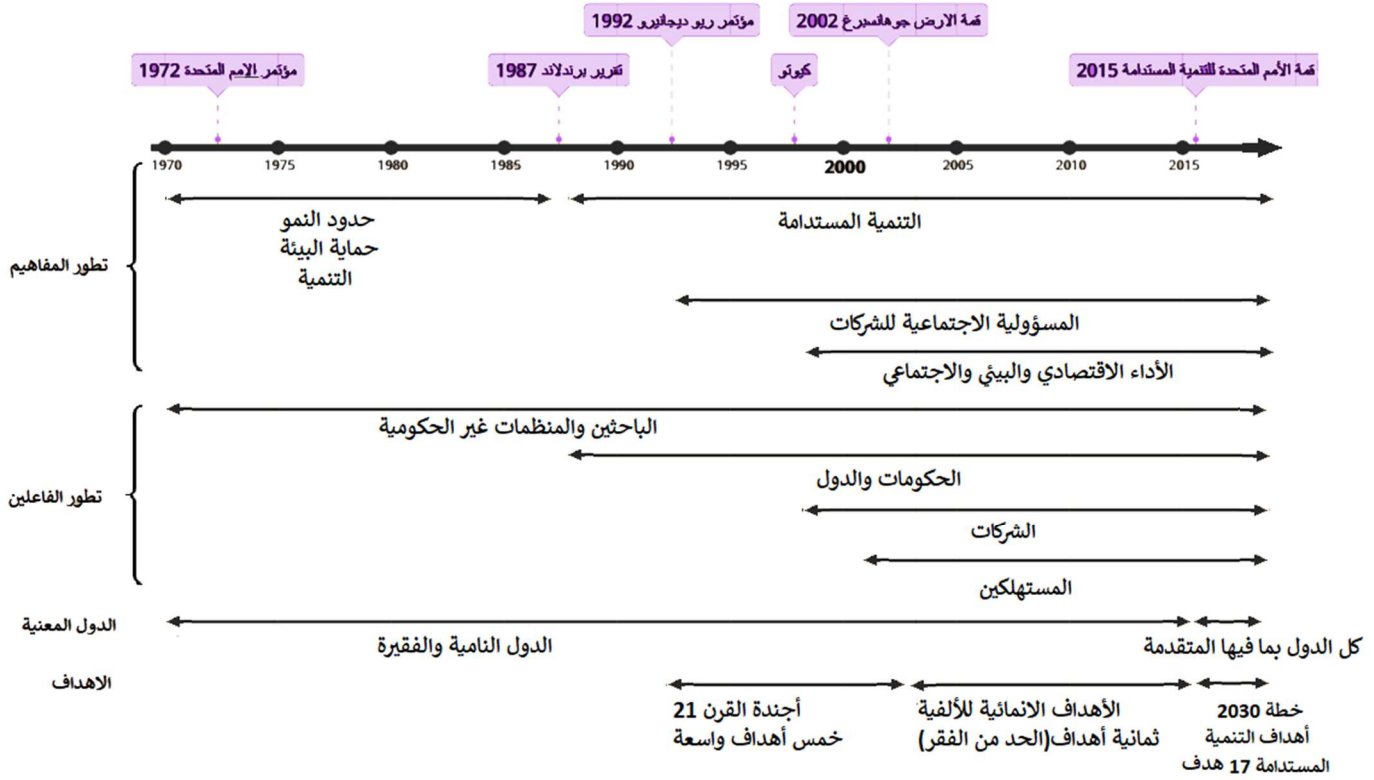 مؤتمر ريو ديجانيرو 1992
قمة الارض جوهانسبرغ 2002
مؤتمر الامم المتحدة 1972
تقرير برندلاند 1987
كيوتو
قمة الأمم المتحدة للتنمية المستدامة 2015
1970 1975 1980 1985 1990 1995 2000 2005 2010 2015
تطور المفاهيم
حدود النمو
حماية البيئة
التنمية
التنمية المستدامة
المسؤولية الاجتماعية للشركات
الأداء الاقتصادي والبيئي والاجتماعي
تطور الفاعلين
الباحثين والمنظمات غير الحكومية
الحكومات والدول
الشركات
المستهلكين
الدول المعنية
الدول النامية والفقيرة
كل الدول بما فيها المتقدمة
الاهداف
أجندة القرن 21
خمس أهداف واسعة
الأهداف الانمائية للألفية
ثمانية أهداف(الحد من الفقر)
خطة 2030
أهداف التنمية
المستدامة 17 هدف